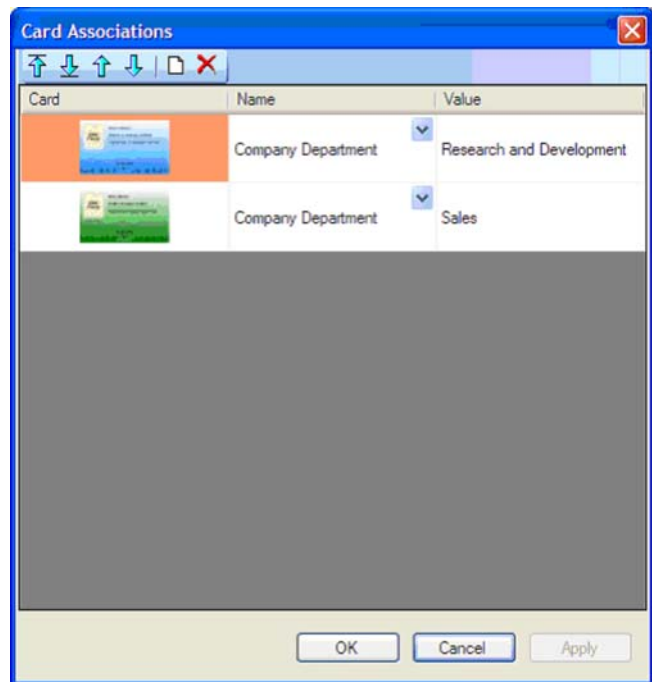 Card Associations
Card Name Value
Company Department Research and Development
Company Department Sales
OK Cancel Apply